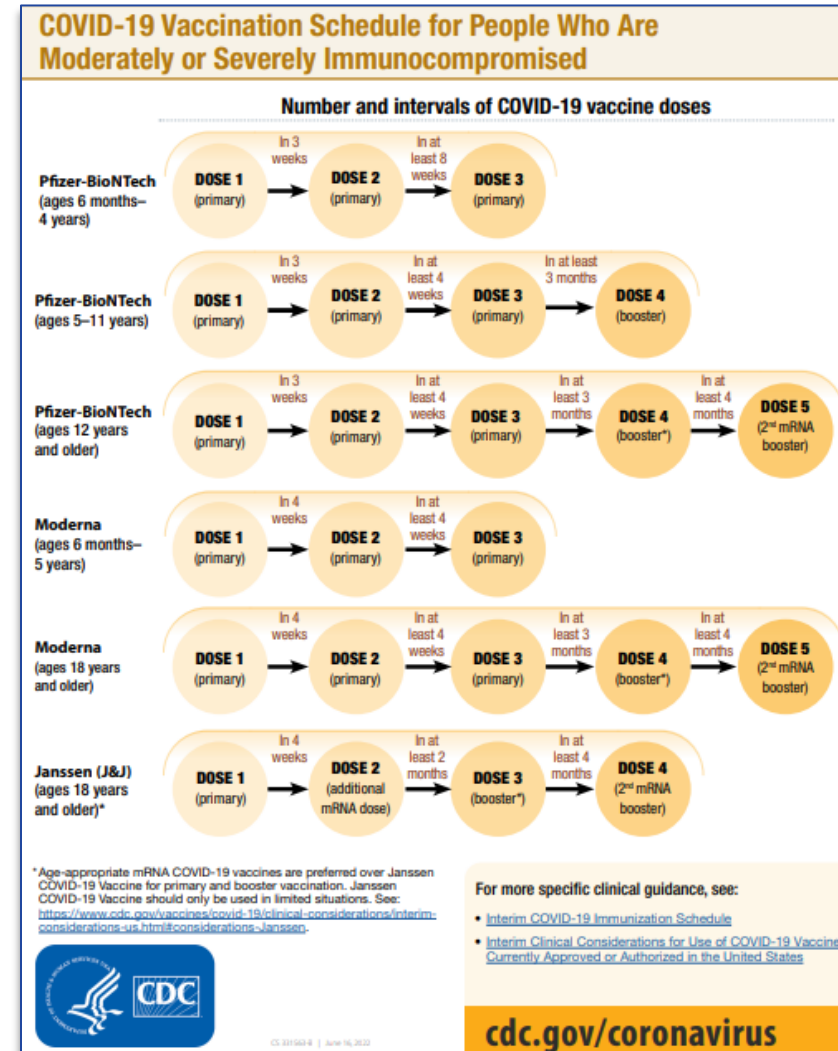 COVID-19 Vaccination Schedule for People Who Are
Moderately or Severely Immunocompromised
Number and intervals of COVID-19 vaccine doses
Pfizer-BioNTech
(ages 6 months–
4 years)
DOSE 1
(primary)
In 3
weeks
DOSE 2
(primary)
In at
least 8
weeks
DOSE 3
(primary)
Pfizer-BioNTech
(ages 5–11 years)
DOSE 1
(primary)
In 3
weeks
DOSE 2
(primary)
In at
least 4
weeks
DOSE 3
(primary)
In at least
3 months
DOSE 4
(booster)
Pfizer-BioNTech
(ages 12 years
and older)
DOSE 1
(primary)
In 3
weeks
DOSE 2
(primary)
In at
least 4
weeks
DOSE 3
(primary)
In at
least 3
months
DOSE 4
(booster*)
In at
least 4
months
DOSE 5
(2nd mRNA
booster)
Moderna
(ages 6 months–
5 years)
DOSE 1
(primary)
In 4
weeks
DOSE 2
(primary)
In at
least 4
weeks
DOSE 3
(primary)
Moderna
(ages 18 years
and older)
DOSE 1
(primary)
In 4
weeks
DOSE 2
(primary)
In at
least 4
weeks
DOSE 3
(primary)
In at
least 3
months
DOSE 4
(booster*)
In at
least 4
months
DOSE 5
(2nd mRNA
booster)
Janssen (J&J)
(ages 18 years
and older)*
DOSE 1
(primary)
In 4
weeks
DOSE 2
(additional
mRNA dose)
In at
least 2
months
DOSE 3
(booster*)
In at
least 4
months
DOSE 4
(2nd mRNA
booster)
*Age-appropriate mRNA COVID-19 vaccines are preferred over Janssen
COVID-19 Vaccine for primary and booster vaccination. Janssen
COVID-19 Vaccine should only be used in limited situations. See:
https://www.cdc.gov/vaccines/covid-19/clinical-considerations/interim-
considerations-us.html#considerations-Janssen.
For more specific clinical guidance, see:
• Interim COVID-19 Immunization Schedule
• Interim Clinical Considerations for Use of COVID-19 Vaccine
Currently Approved or Authorized in the United States
CDC
June 16, 2022
cdc.gov/coronavirus